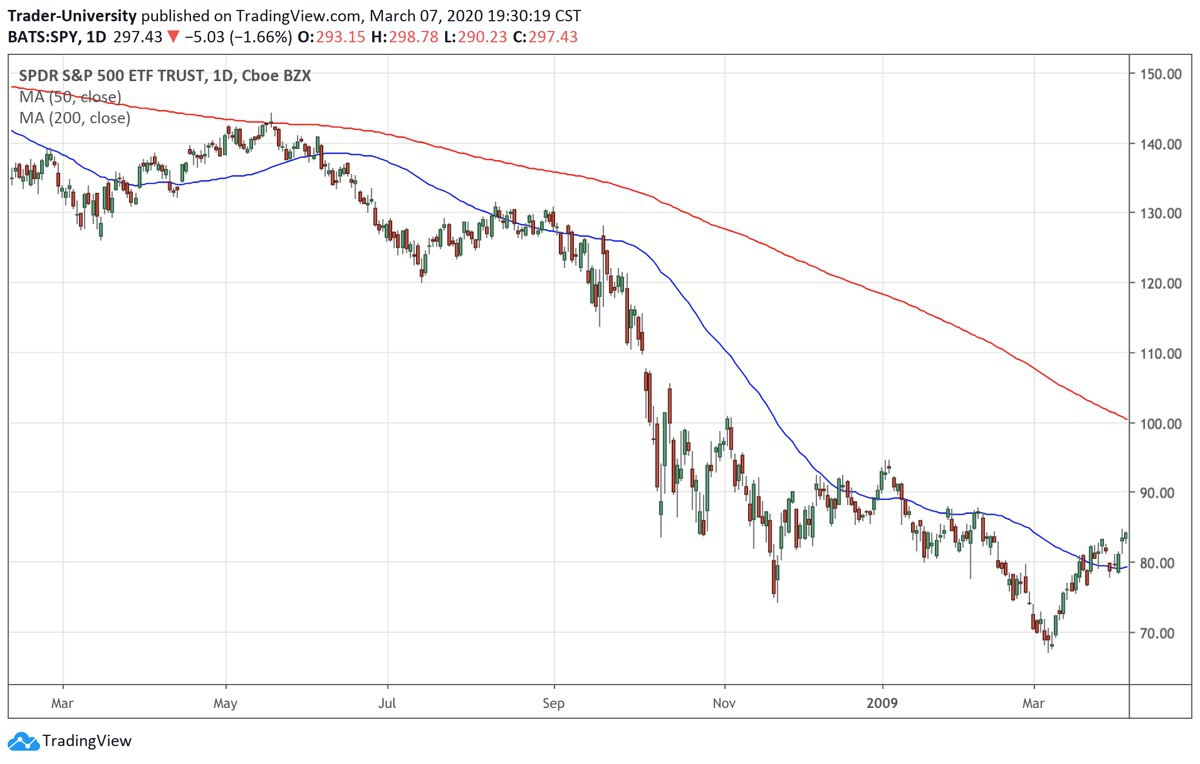 Trader-University published on TradingView.com, March 07, 2020 19:30:19 CST
BATS:SPY, 1D 297.43 ▼ −5.03 (−1.66%) O:293.15 H:298.78 L:290.23 C:297.43
SPDR S&P 500 ETF TRUST, 1D, Cboe BZX
MA (50, close)
MA (200, close)
150.00
140.00
130.00
120.00
110.00
100.00
90.00
80.00
70.00
Mar May Jul Sep Nov 2009 Mar
TradingView